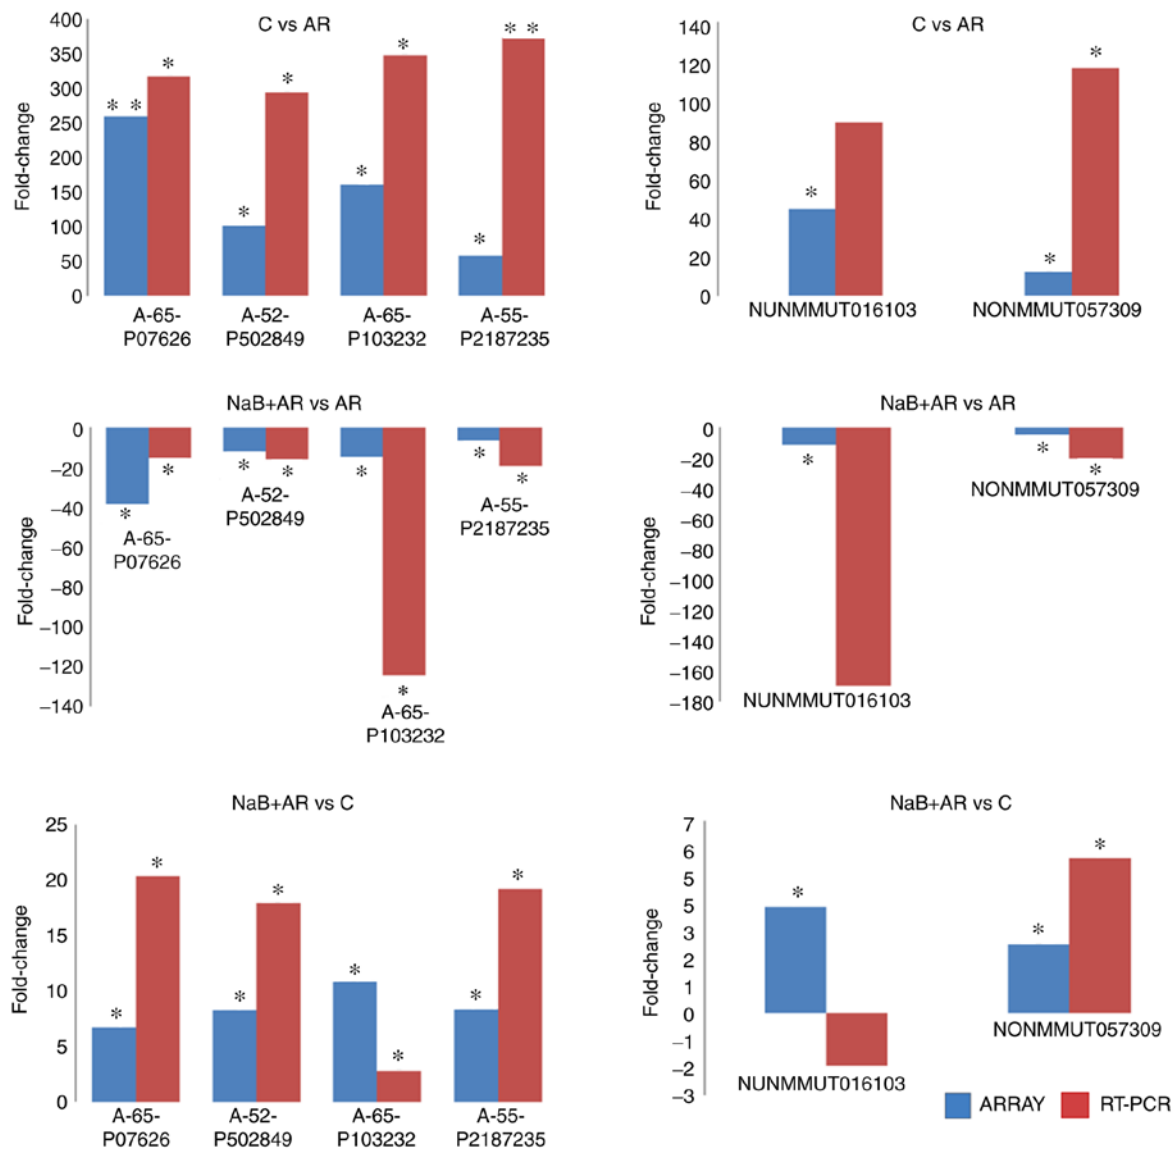 C vs AR
Fold-change
400
350
300
250
200
150
100
50
0
* *
*
*
*
*
*
*
* *
A-65-
P07626
A-52-
P502849
A-65-
P103232
A-55-
P2187235
C vs AR
Fold-change
140
120
100
80
60
40
20
0
*
*
*
NUNMMUT016103
NONMMUT057309
NaB+AR vs AR
Fold-change
0
−20
−40
−60
−80
−100
−120
−140
*
*
*
*
*
*
*
*
A-65-
P07626
A-52-
P502849
A-65-
P103232
A-55-
P2187235
NaB+AR vs AR
Fold-change
0
−20
−40
−60
−80
−100
−120
−140
−160
−180
*
*
*
NUNMMUT016103
NONMMUT057309
NaB+AR vs C
Fold-change
25
20
15
10
5
0
*
*
*
*
*
*
*
*
A-65-
P07626
A-52-
P502849
A-65-
P103232
A-55-
P2187235
NaB+AR vs C
Fold-change
7
6
5
5
3
2
1
0
−1
−2
−3
*
*
*
NUNMMUT016103
NONMMUT057309
ARRAY
RT-PCR